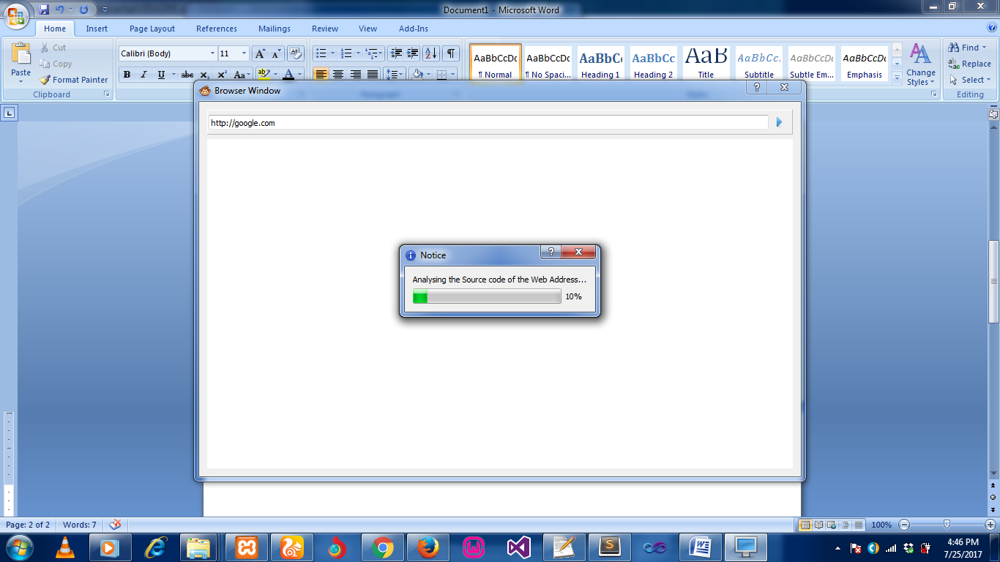 Document1 - Microsoft Word
Home Insert Page Layout References Mailings Review View Add-Ins
Paste
Cut
Copy
Format Painter
Clipboard
Calibri (Body) 11
B I U abc x₂ x² Aa
AaBbCcDc AaBbCcDc AaBbCc AaBbCc AaB AaBbCc. AaBbCcDc AaBbCcDc
¶ Normal ¶ No Spaci... Heading 1 Heading 2 Title Subtitle Subtle Em... Emphasis
Change
Styles
Find
Replace
Select
Editing
Browser Window
http://google.com
Notice
Analysing the Source code of the Web Address...
10%
Page: 2 of 2 Words: 7
100%
4:46 PM
7/25/2017